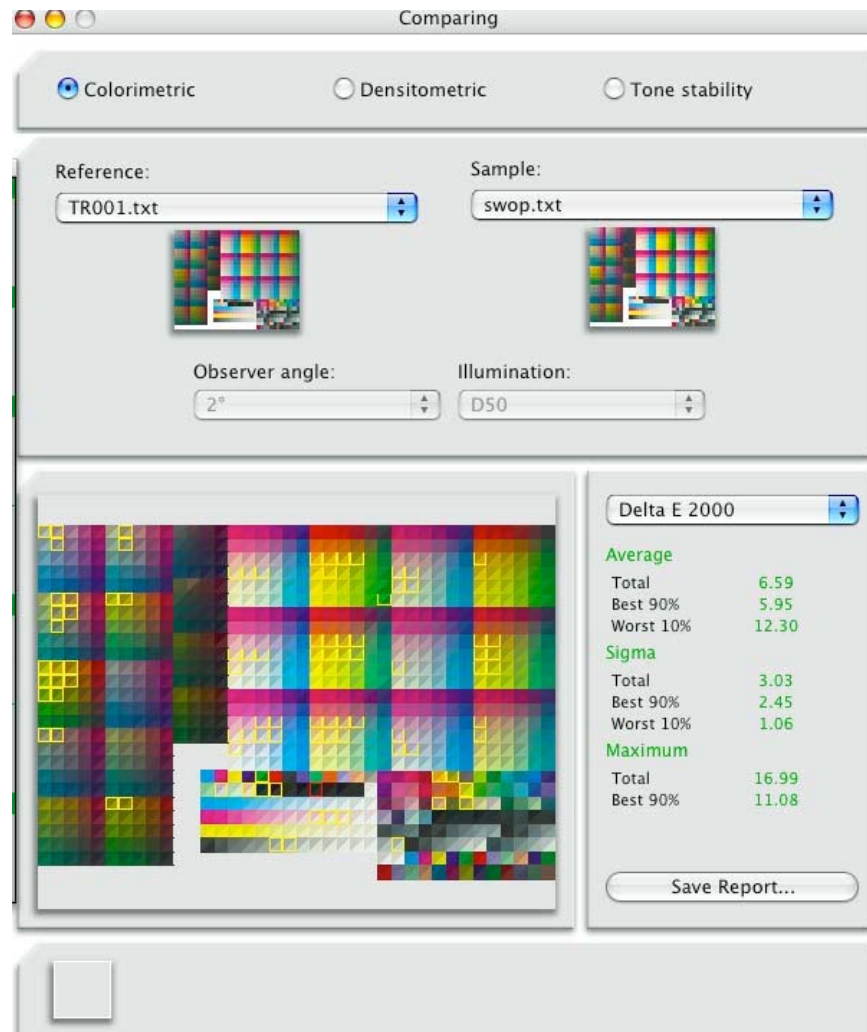 Comparing
Colorimetric Densitometric Tone stability
Reference: Sample:
TR001.txt swop.txt
Observer angle: Illumination:
2° D50
Delta E 2000
Average
Total 6.59
Best 90% 5.95
Worst 10% 12.30
Sigma
Total 3.03
Best 90% 2.45
Worst 10% 1.06
Maximum
Total 16.99
Best 90% 11.08
Save Report...